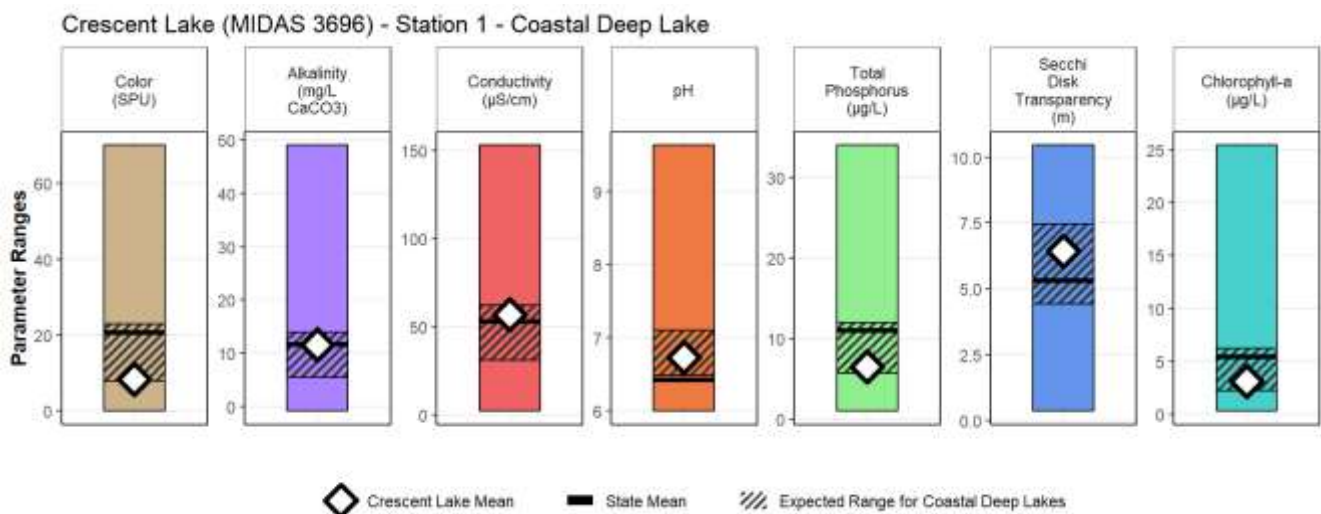 Crescent Lake (MIDAS 3696) - Station 1 - Coastal Deep Lake
Color
(SPU)
Alkalinity
(mg/L
CaCO3)
Conductivity
(µS/cm)
pH
Total
Phosphorus
(µg/L)
Secchi
Disk
Transparency
(m)
Chlorophyll-a
(µg/L)
Parameter Ranges
60
40
20
0
50
40
30
20
10
0
150
100
50
0
9
8
7
6
30
20
10
0
10.0
7.5
5.0
2.5
0.0
25
20
15
10
5
0
Crescent Lake Mean
State Mean
Expected Range for Coastal Deep Lakes